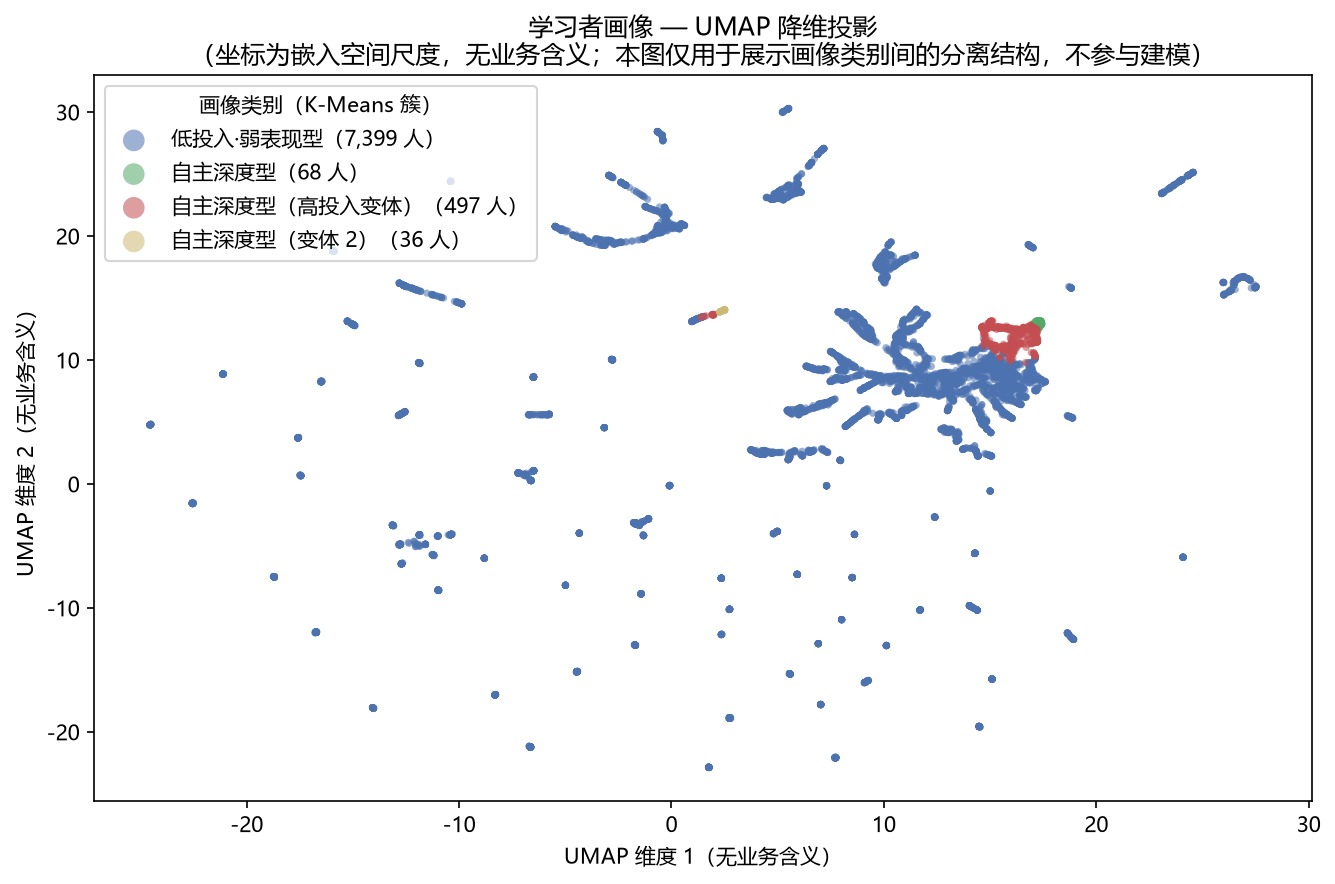 学习者画像 — UMAP 降维投影
（坐标为嵌入空间尺度，无业务含义；本图仅用于展示画像类别间的分离结构，不参与建模）
画像类别（K-Means 簇）
低投入·弱表现型（7,399 人）
自主深度型（68 人）
自主深度型（高投入变体）（497 人）
自主深度型（变体 2）（36 人）
30
20
10
0
-10
-20
UMAP 维度 2（无业务含义）
-20
-10
0
10
20
30
UMAP 维度 1（无业务含义）